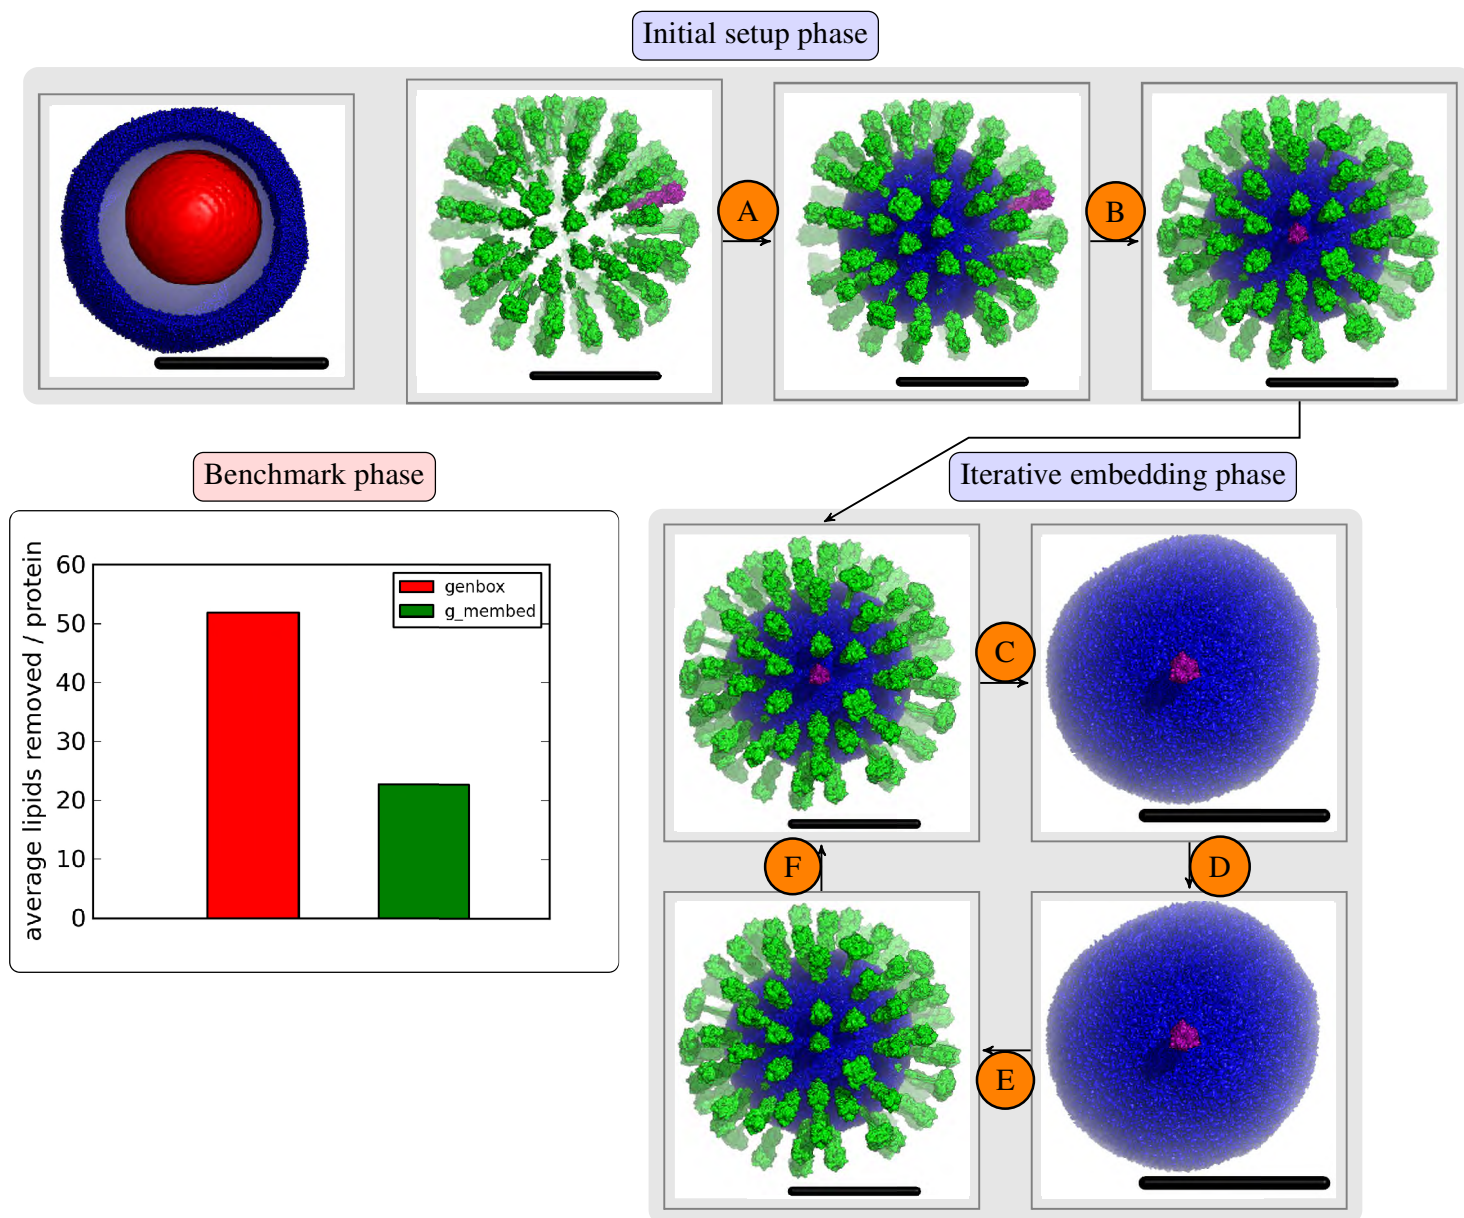 Initial setup phase
A
B
Benchmark phase
Iterative embedding phase
average lipids removed / protein
60
50
40
30
20
10
0
genbox
g_membed
C
D
E
F